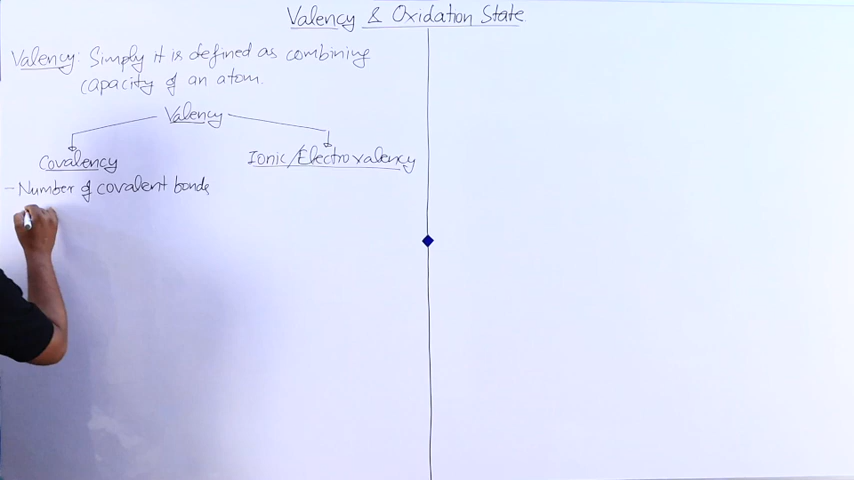 Valency & Oxidation State
Valency: Simply it is defined as combining
capacity of an atom.
Valency
Covalency
Ionic/Electrovalency
- Number of covalent bonds